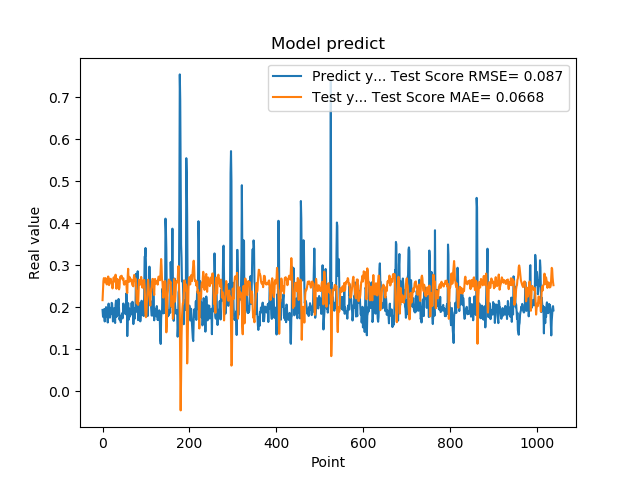 Model predict
Predict y... Test Score RMSE= 0.087
Test y... Test Score MAE= 0.0668
0.7
0.6
0.5
0.4
0.3
0.2
0.1
0.0
Real value
0 200 400 600 800 1000
Point